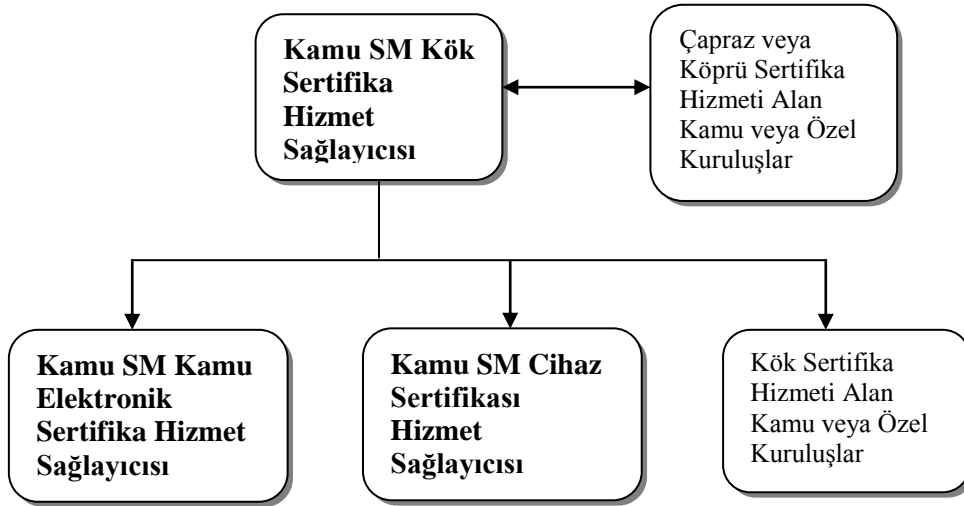 Kamu SM Kök
Sertifika
Hizmet
Sağlayıcısı
Çapraz veya
Köprü Sertifika
Hizmeti Alan
Kamu veya Özel
Kuruluşlar
Kamu SM Kamu
Elektronik
Sertifika Hizmet
Sağlayıcısı
Kamu SM Cihaz
Sertifikası
Hizmet
Sağlayıcısı
Kök Sertifika
Hizmeti Alan
Kamu veya Özel
Kuruluşlar